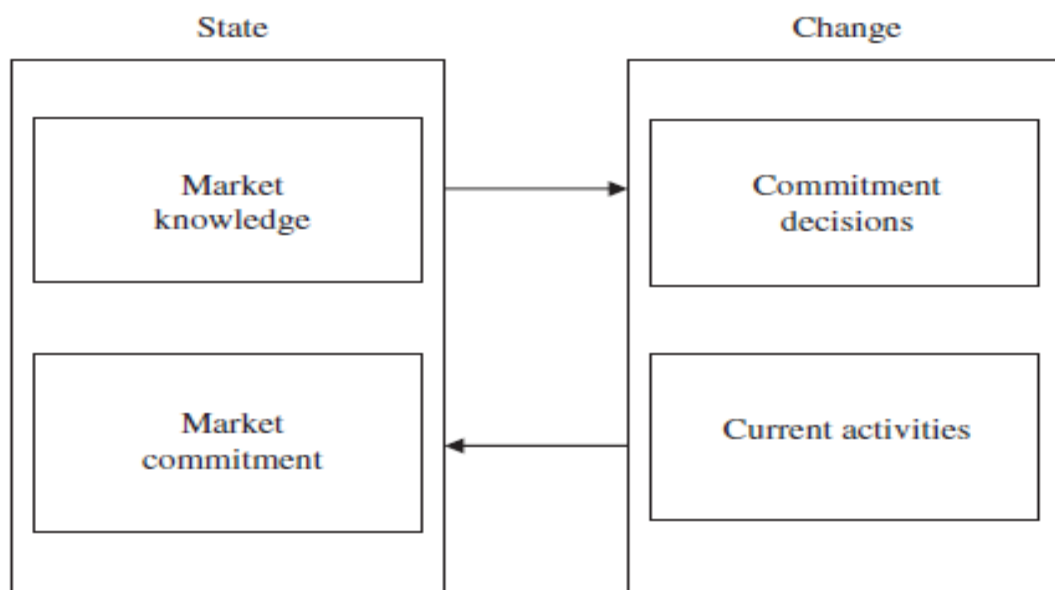 State
Change
Market
knowledge
Commitment
decisions
Market
commitment
Current activities